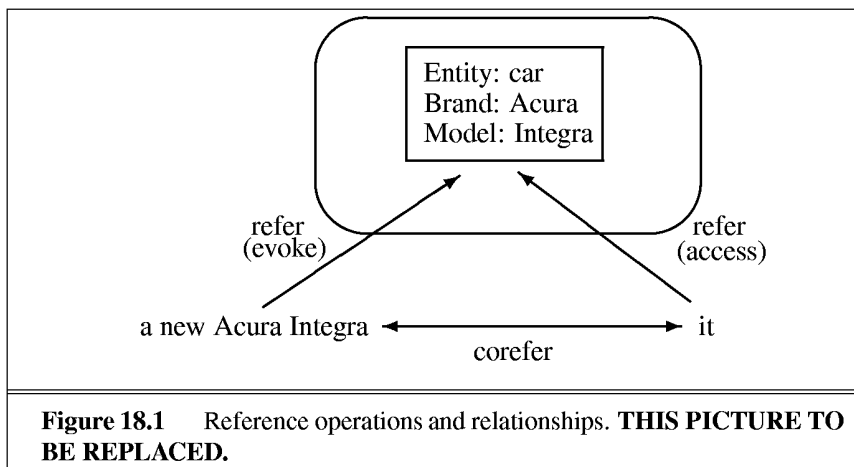 Entity: car
Brand: Acura
Model: Integra
refer
(evoke)
refer
(access)
a new Acura Integra
it
corefer
Figure 18.1 Reference operations and relationships. THIS PICTURE TO
BE REPLACED.